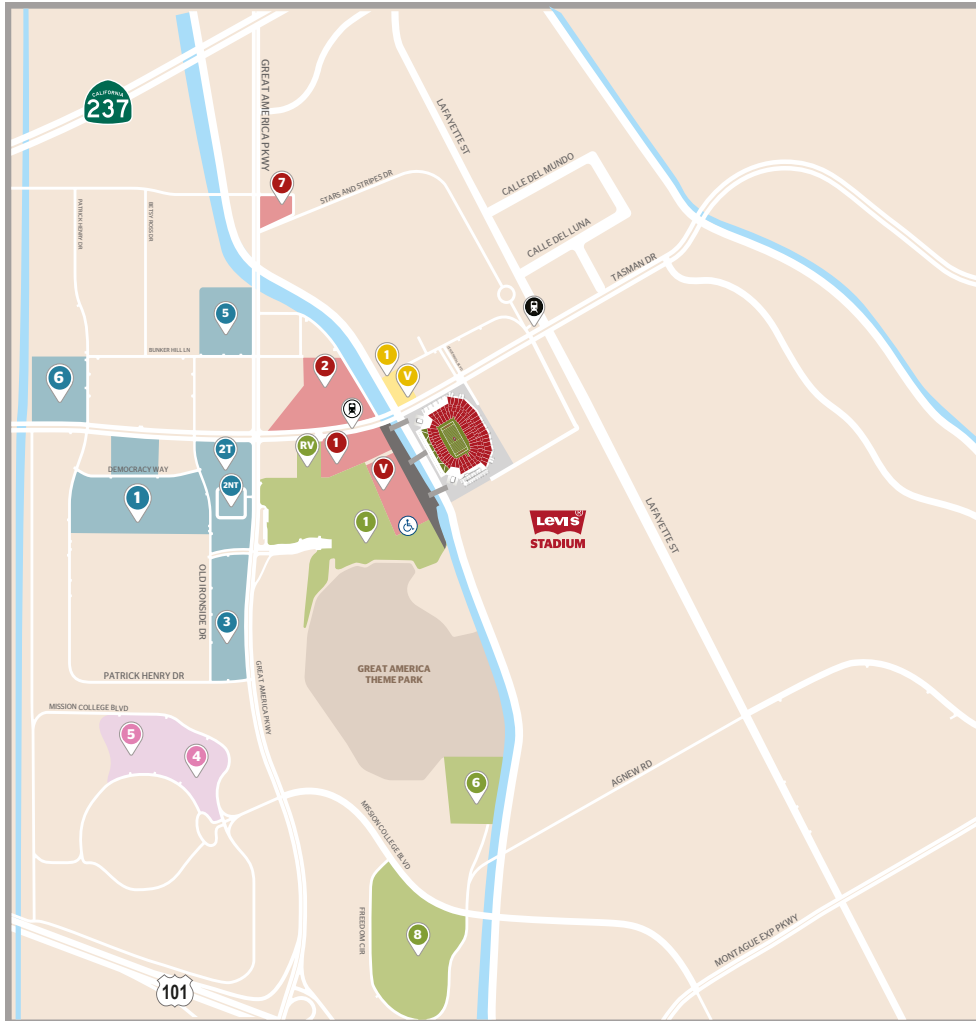 CALIFORNIA
237
GREAT AMERICA PKWY
LAFAYETTE ST
7
STARS AND STRIPES DR
CALLE DEL MUNDO
CALLE DEL LUNA
TASMAN DR
PATRICK HENRY DR
BETSY ROSS DR
5
BUNKER HILL LN
6
2
1
V
RV
1
V
2T
DEMOCRACY WAY
2NT
1
1
LEVI'S
®
STADIUM
LAFAYETTE ST
OLD IRONSIDE DR
3
GREAT AMERICA
THEME PARK
PATRICK HENRY DR
GREAT AMERICA PKWY
MISSION COLLEGE BLVD
5
4
6
AGNEW RD
MISSION COLLEGE BLVD
FREEDOM CIR
8
MONTAGUE EXP PKWY
101